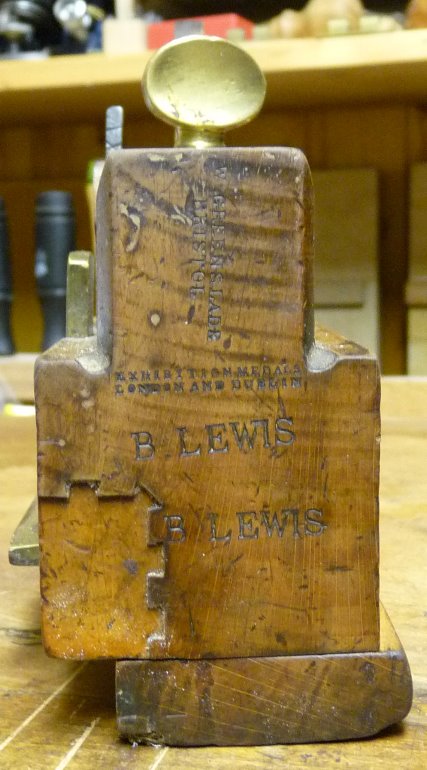 W. GREENSLADE
BRISTOL
EXHIBITION MEDALS
LONDON AND DUBLIN
B. LEWIS
B LEWIS